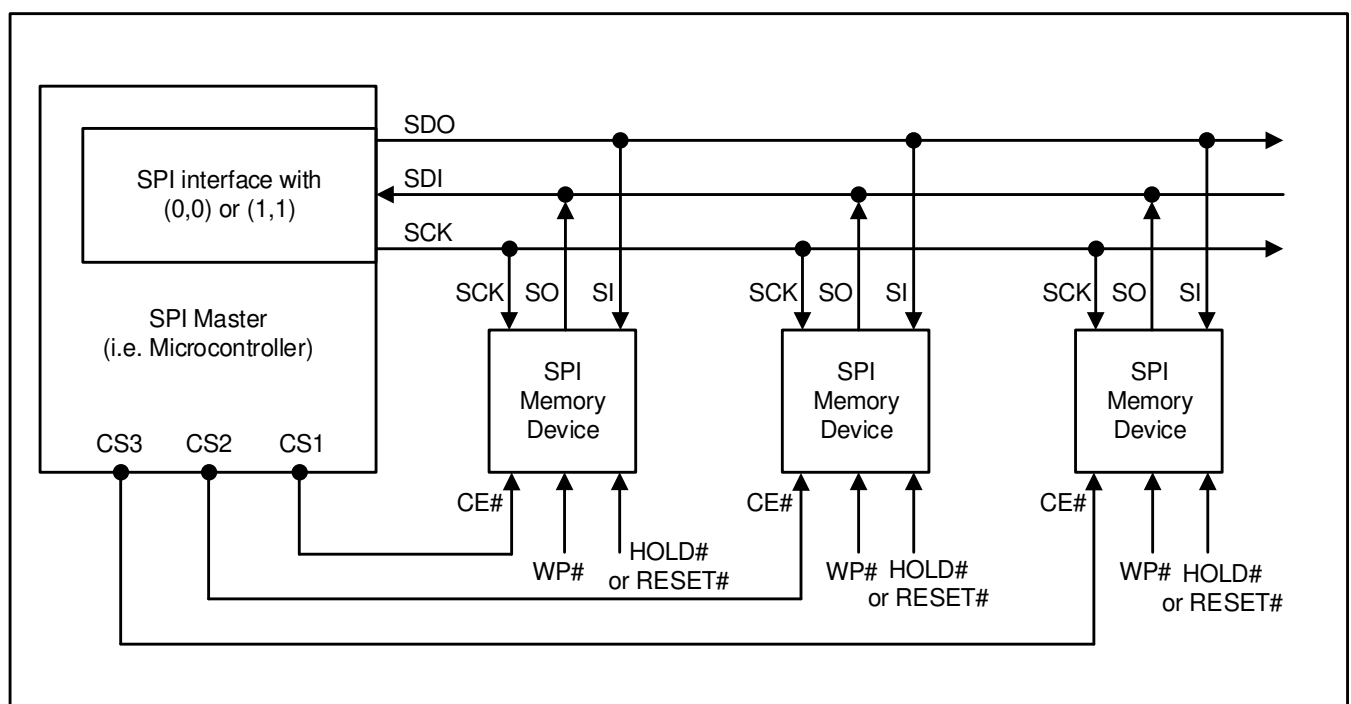 SDO
SPI interface with
(0,0) or (1,1)
SDI
SCK
SPI Master
(i.e. Microcontroller)
SCK SO SI
SCK SO SI
SCK SO SI
SPI
Memory
Device
SPI
Memory
Device
SPI
Memory
Device
CS3 CS2 CS1
CE#
WP#
HOLD#
or RESET#
CE#
WP#
HOLD#
or RESET#
CE#
WP#
HOLD#
or RESET#